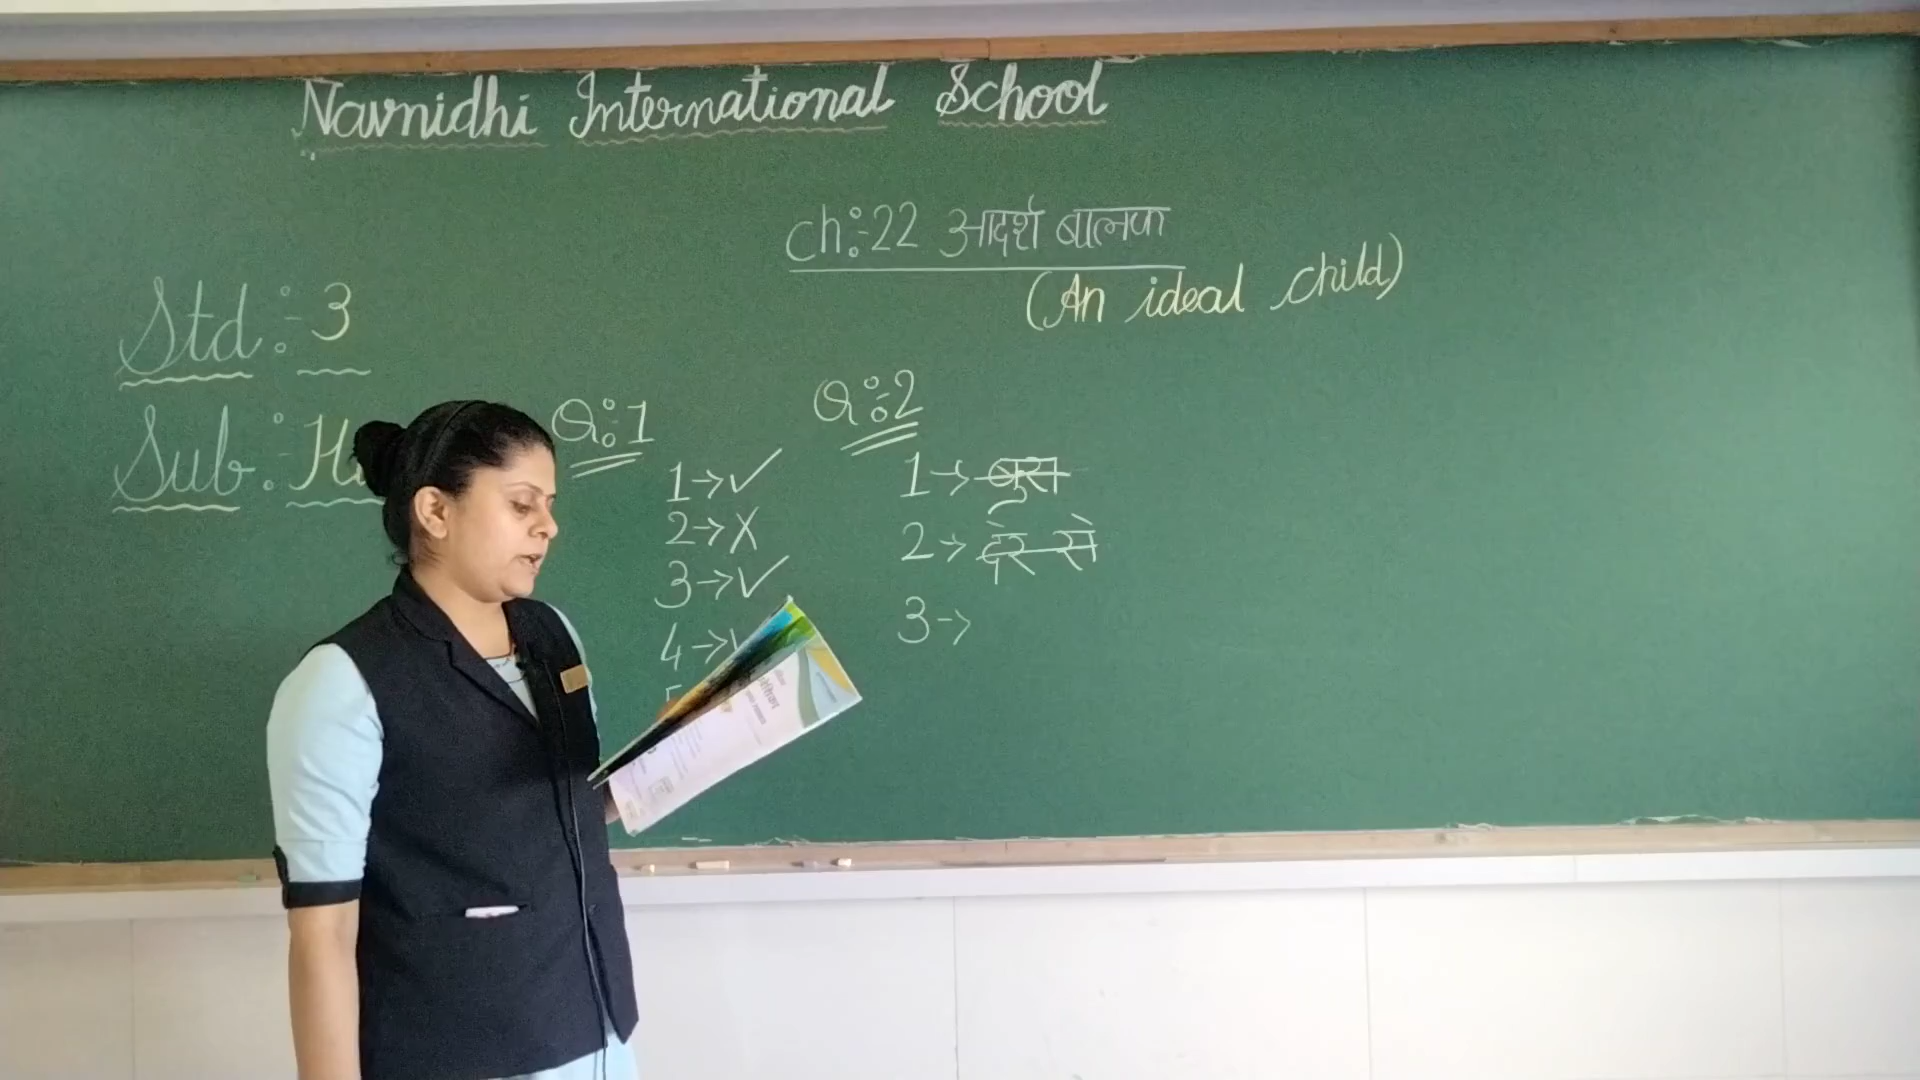 Navnidhi International School
ch:-22 आदर्श बालक
(An ideal child)
Std:-3
Sub:-
Q:1
1→✓
2→X
3→✓
4→
Q:-2
1→ बुरा
2→ देर से
3→